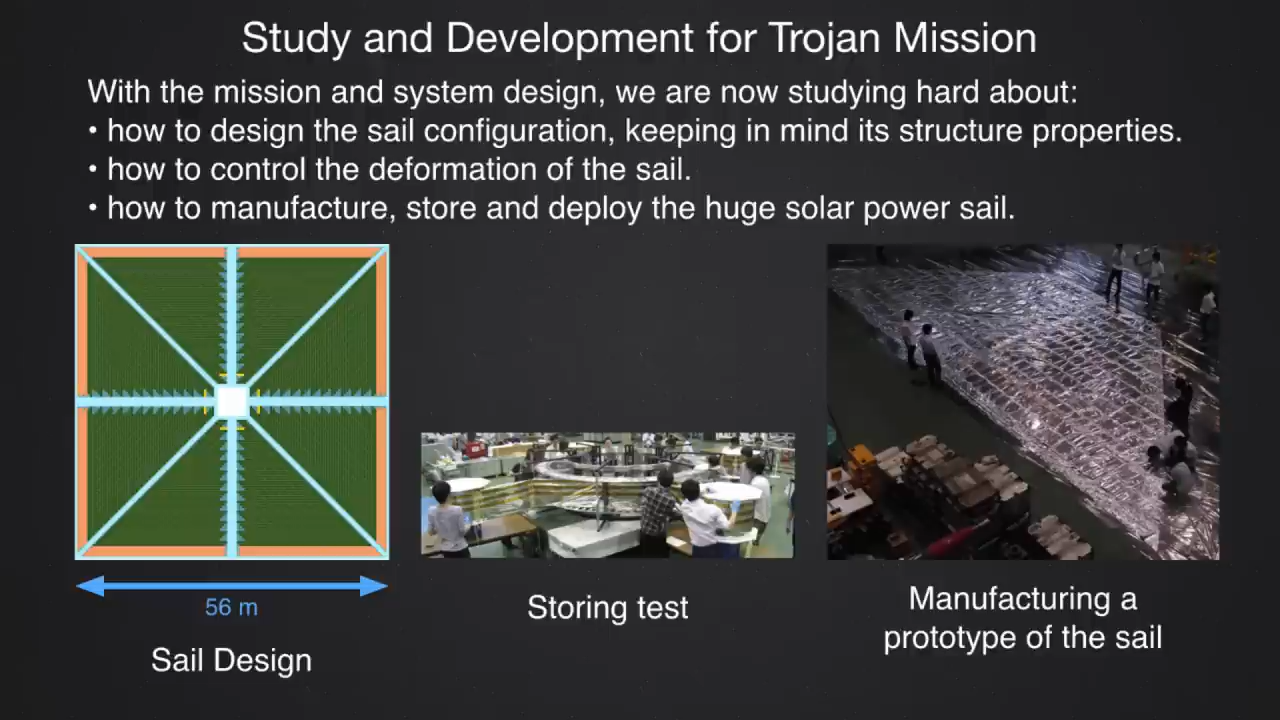 Study and Development for Trojan Mission
With the mission and system design, we are now studying hard about:
• how to design the sail configuration, keeping in mind its structure properties.
• how to control the deformation of the sail.
• how to manufacture, store and deploy the huge solar power sail.
56 m
Sail Design
Storing test
Manufacturing a
prototype of the sail